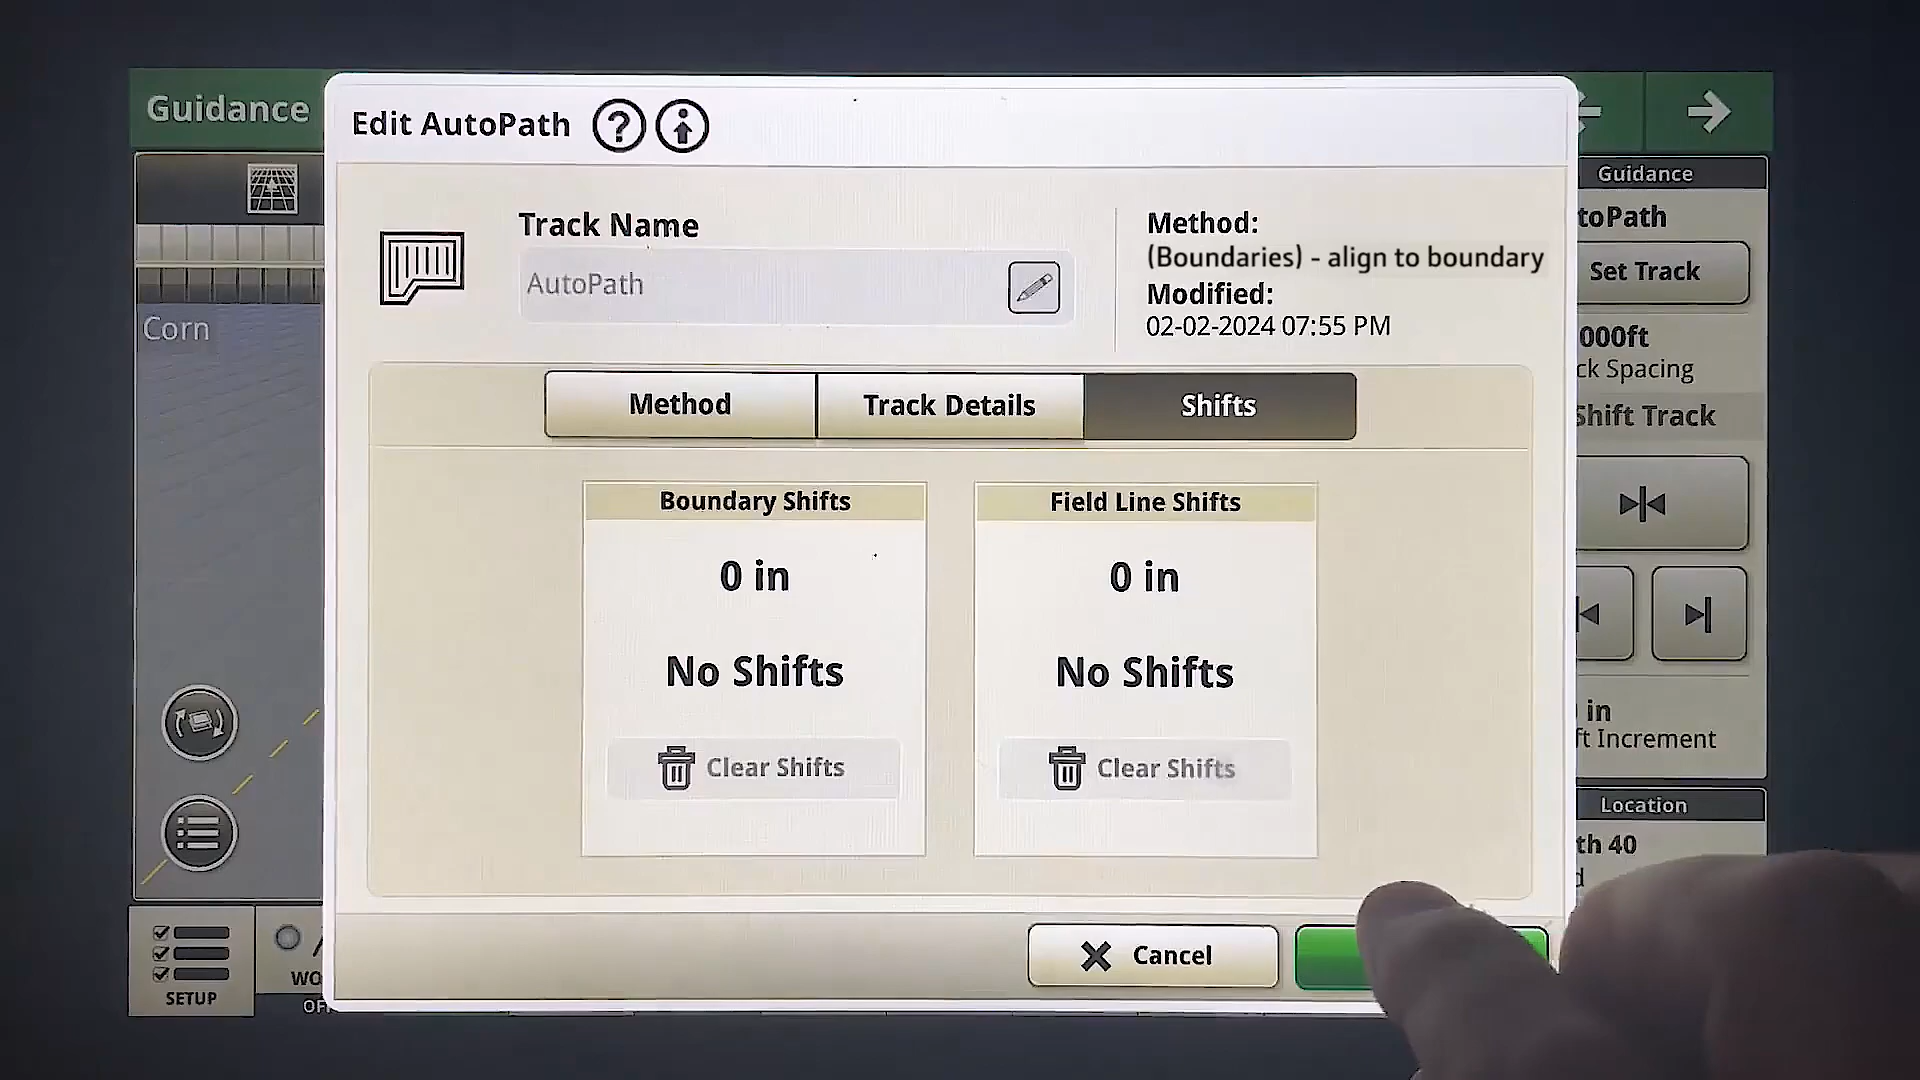 Guidance
Edit AutoPath
Track Name
AutoPath
Method:
(Boundaries) - align to boundary
Modified:
02-02-2024 07:55 PM
Method
Track Details
Shifts
Boundary Shifts
0 in
No Shifts
Clear Shifts
Field Line Shifts
0 in
No Shifts
Clear Shifts
Cancel
Corn
SETUP
WO
OF
Guidance
toPath
Set Track
000ft
ck Spacing
Shift Track
in
ft Increment
Location
th 40
d